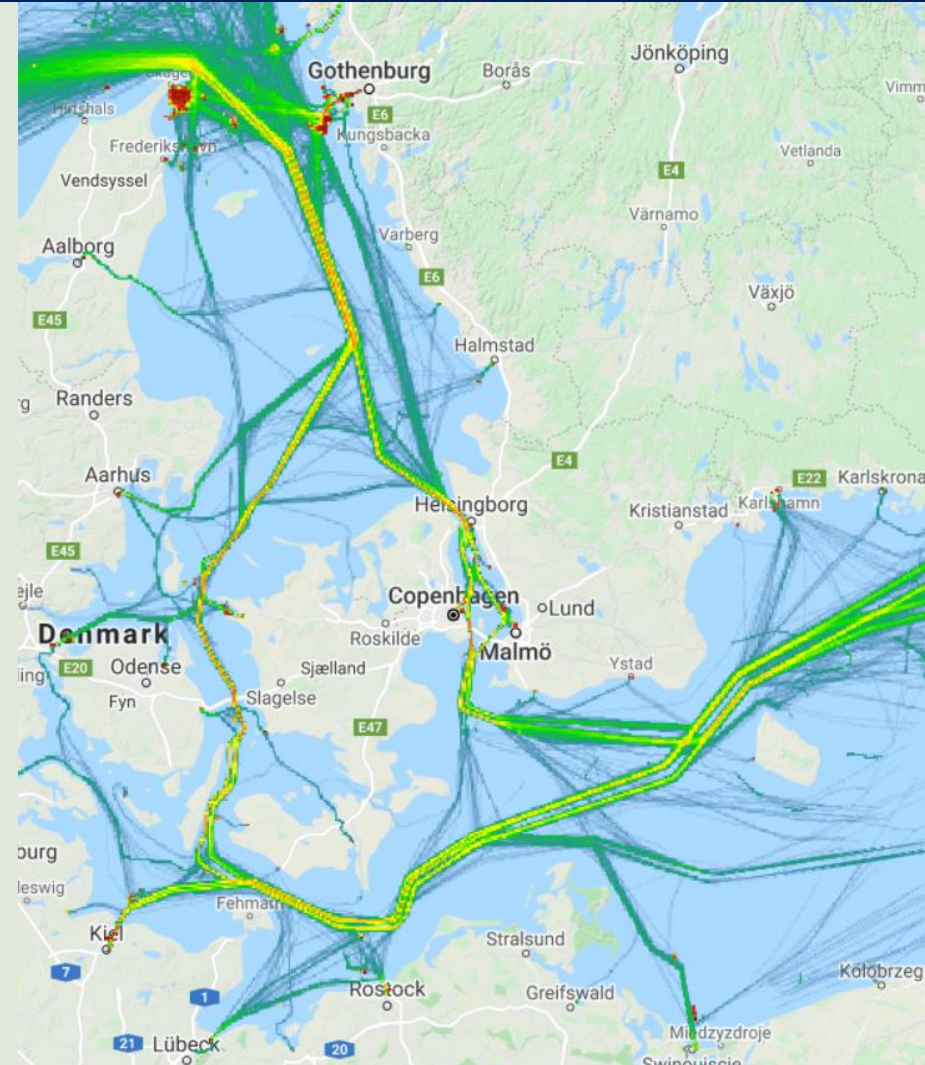 Jönköping
Gothenburg
Borås
Hirtshals
E6
Kungsbacka
Vetlanda
E4
Vendsyssel
Värnamo
Aalborg
Varberg
E6
Växjö
E45
Halmstad
Randers
E4
Aarhus
E22
Karlskrona
Helsingborg
Kristianstad
Karlshamn
E45
Copenhagen
Lund
Denmark
Roskilde
Malmö
E20
Odense
Sjælland
Ystad
Fyn
Slagelse
E47
Kiel
Stralsund
7
Rostock
Greifswald
Kołobrzeg
1
Międzyzdroje
21
Lübeck
20